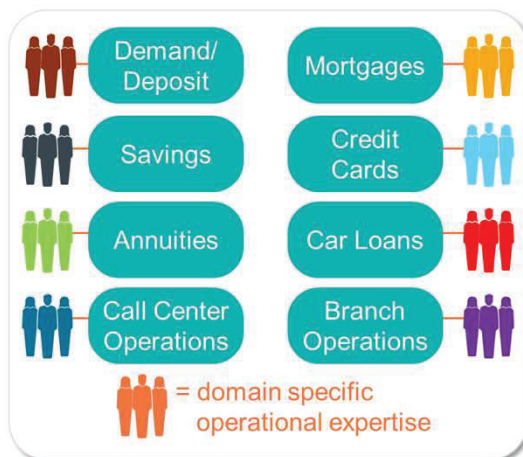 Demand/
Deposit
Mortgages
Savings
Credit
Cards
Annuities
Car Loans
Call Center
Operations
Branch
Operations
= domain specific
operational expertise